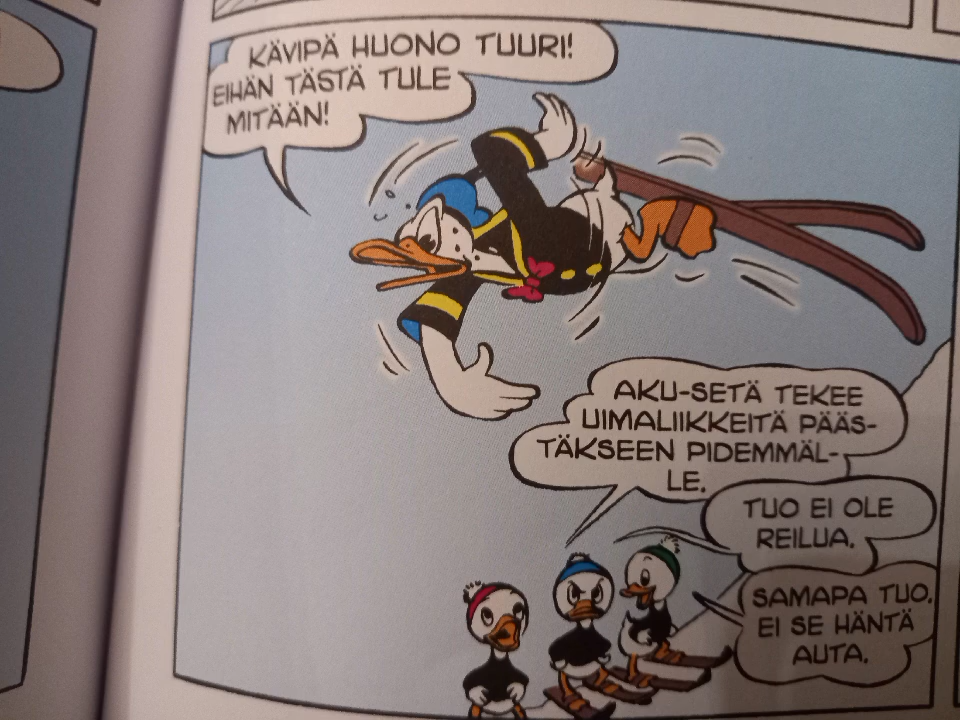 KÄVIPÄ HUONO TUURI!
EIHÄN TÄSTÄ TULE
MITÄÄN!
AKU-SETÄ TEKEE
UIMALIIKKEITÄ PÄÄS-
TÄKSEEN PIDEMMÄL-
LE.
TUO EI OLE
REILUA.
SAMAPA TUO.
EI SE HÄNTÄ
AUTA.